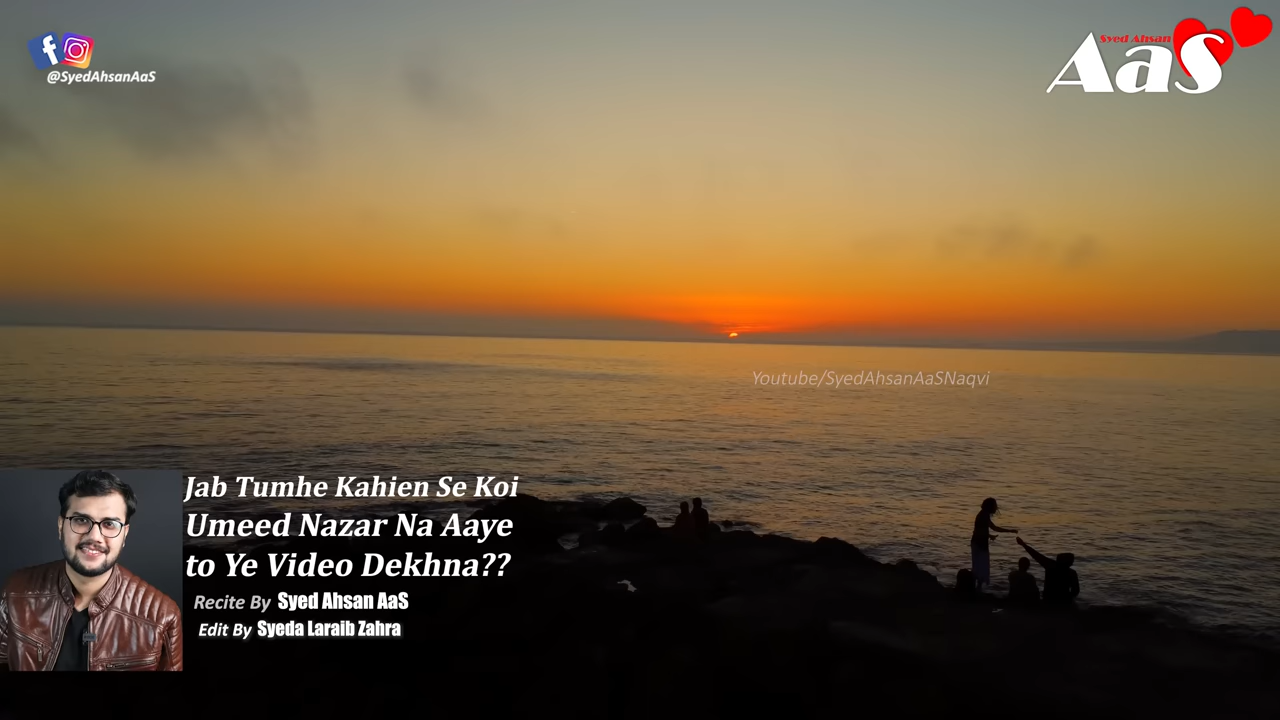 @SyedAhsanAaS
Syed Ahsan
AaS
Youtube/SyedAhsanAaSNaqvi
Jab Tumhe Kahien Se Koi
Umeed Nazar Na Aaye
to Ye Video Dekhna??
Recite By Syed Ahsan AaS
Edit By Syeda Laraib Zahra